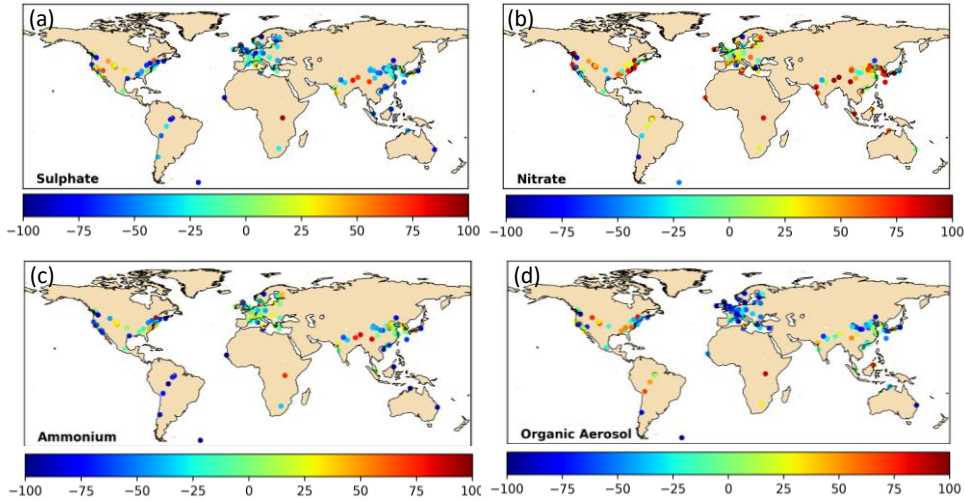 (a) (b)
Sulphate Nitrate
−100 −75 −50 −25 0 25 50 75 100 −100 −75 −50 −25 0 25 50 75 100
(c) (d)
Ammonium Organic Aerosol
−100 −75 −50 −25 0 25 50 75 100 −100 −75 −50 −25 0 25 50 75 100